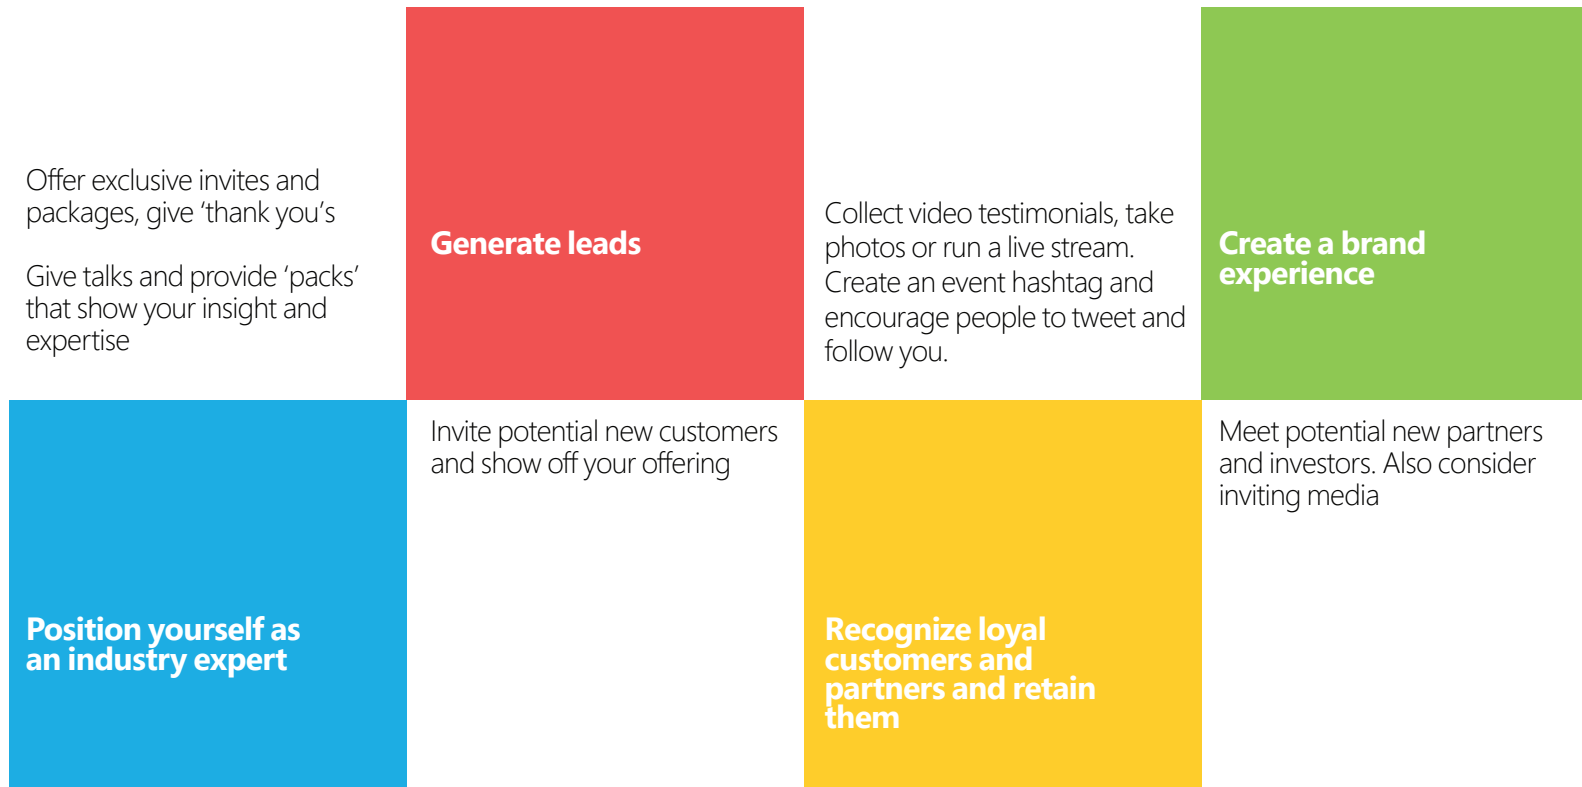 Offer exclusive invites and
packages, give ‘thank you’s
Give talks and provide ‘packs’
that show your insight and
expertise
Position yourself as
an industry expert
Generate leads
Invite potential new customers
and show off your offering
Collect video testimonials, take
photos or run a live stream.
Create an event hashtag and
encourage people to tweet and
follow you.
Recognize loyal
customers and
partners and retain
them
Create a brand
experience
Meet potential new partners
and investors. Also consider
inviting media